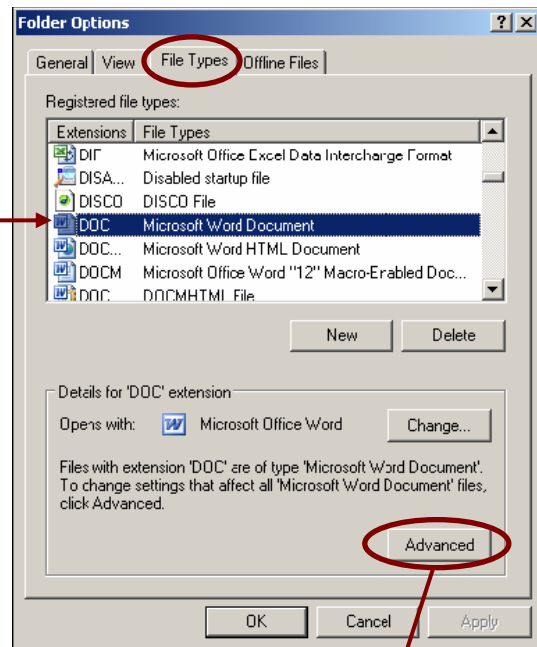 Folder Options
General View File Types Offline Files
Registered file types:
Extensions File Types
DIF Microsoft Office Excel Data Interchange Format
DISA... Disabled startup file
DISCO DISCO File
DOC Microsoft Word Document
DOC... Microsoft Word HTML Document
DOCM Microsoft Office Word "12" Macro-Enabled Doc...
DOC DOCMHTML File
New Delete
Details for 'DOC' extension
Opens with: Microsoft Office Word Change...
Files with extension 'DOC' are of type 'Microsoft Word Document'.
To change settings that affect all 'Microsoft Word Document' files,
click Advanced.
Advanced
OK Cancel Apply